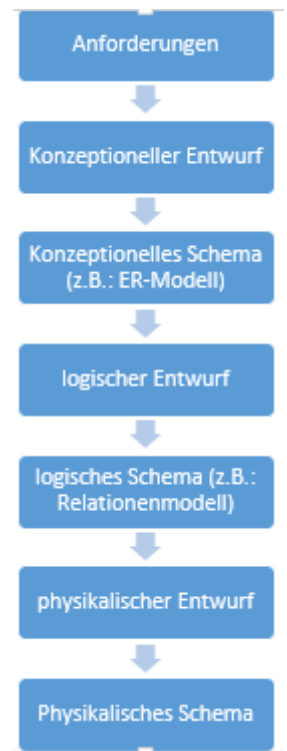 Anforderungen
Konzeptioneller Entwurf
Konzeptionelles Schema
(z.B.: ER-Modell)
logischer Entwurf
logisches Schema (z.B.:
Relationenmodell)
physikalischer Entwurf
Physikalisches Schema